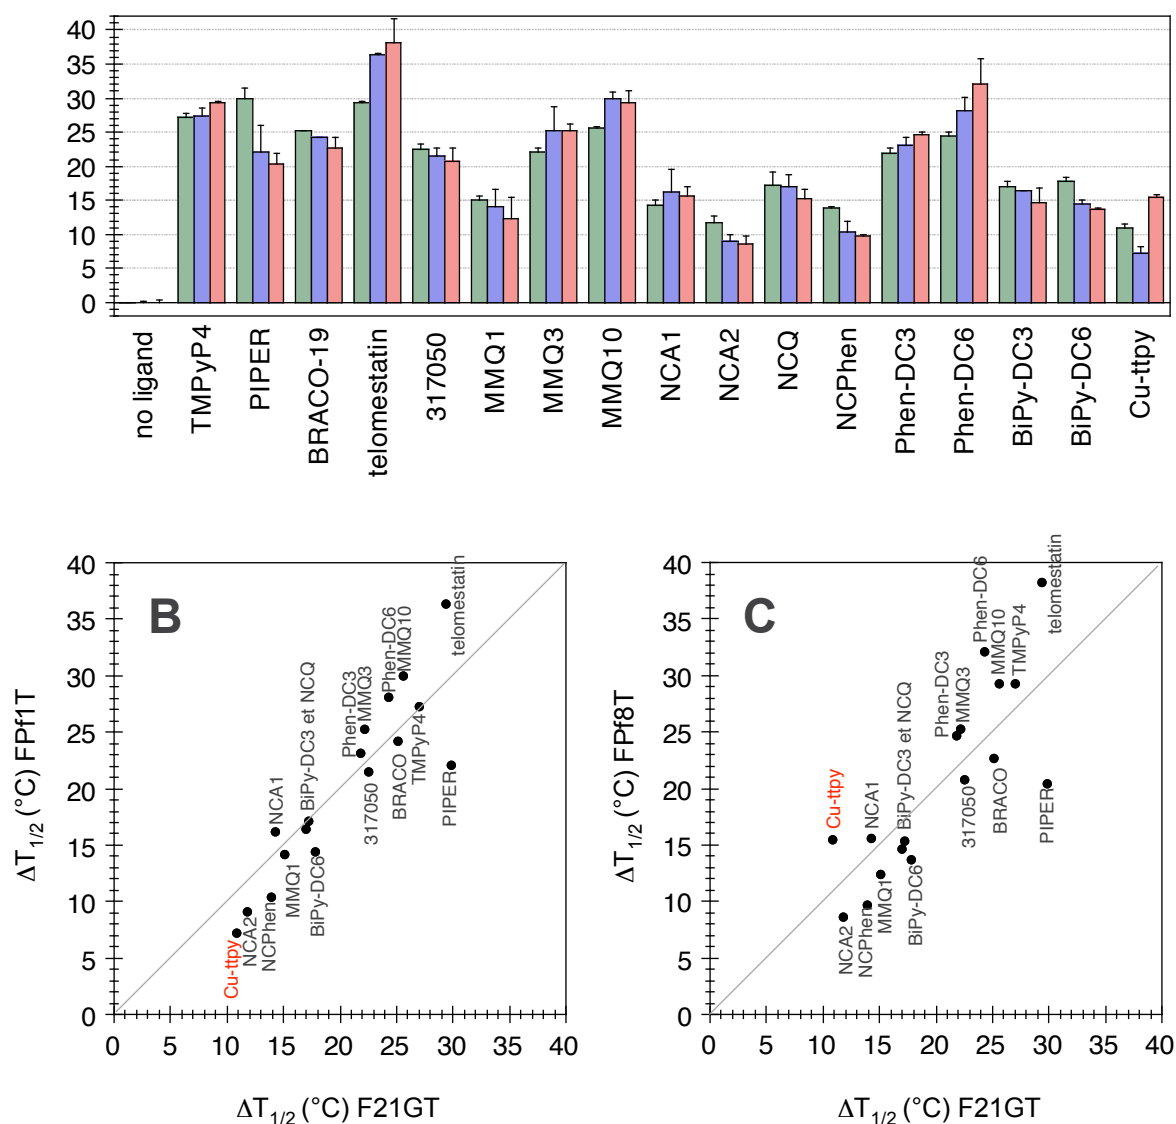 40
35
30
25
20
15
10
5
0
no ligand
TMPyP4
PIPER
BRACO-19
telomestatin
317050
MMQ1
MMQ3
MMQ10
NCA1
NCA2
NCQ
NCPhen
Phen-DC3
Phen-DC6
BiPy-DC3
BiPy-DC6
Cu-ttpy
B
ΔT1/2 (°C) FPf1T
40
35
30
25
20
15
10
5
0
Cu-ttpy
NCA2
NCPhen
NCA1
MMQ1
BiPy-DC3 et NCQ
BiPy-DC6
Phen-DC3
MMQ3
317050
Phen-DC6
MMQ10
BRACO
TMPyP4
PIPER
telomestatin
0 5 10 15 20 25 30 35 40
ΔT1/2 (°C) F21GT
C
ΔT1/2 (°C) FPf8T
40
35
30
25
20
15
10
5
0
Cu-ttpy
NCA2
NCPhen
NCA1
MMQ1
BiPy-DC3 et NCQ
BiPy-DC6
Phen-DC3
MMQ3
317050
Phen-DC6
MMQ10
TMPyP4
BRACO
PIPER
telomestatin
0 5 10 15 20 25 30 35 40
ΔT1/2 (°C) F21GT